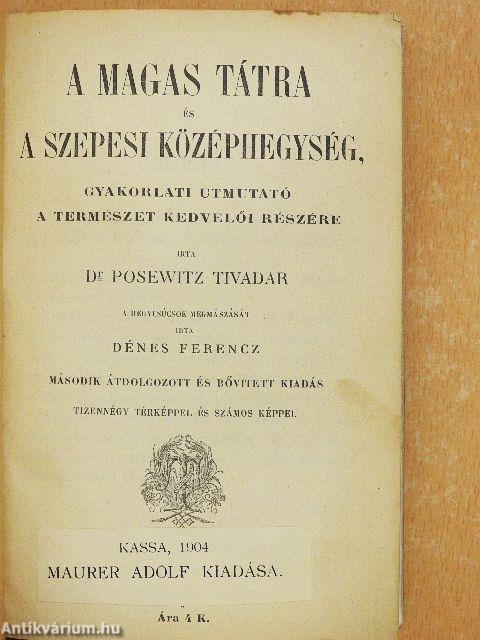 A MAGAS TÁTRA
ÉS
A SZEPESI KÖZÉPHEGYSÉG,
GYAKORLATI UTMUTATÓ
A TERMÉSZET KEDVELŐI RÉSZÉRE
IRTA
Dr POSEWITZ TIVADAR
A HEGYCSÚCSOK MEGMÁSZÁSÁT
IRTA
DÉNES FERENCZ
MÁSODIK ÁTDOLGOZOTT ÉS BŐVITETT KIADÁS
TIZENNÉGY TÉRKÉPPEL ÉS SZÁMOS KÉPPEL
KASSA, 1904
MAURER ADOLF KIADÁSA.
Ára 4 K.
Antikvárium.hu